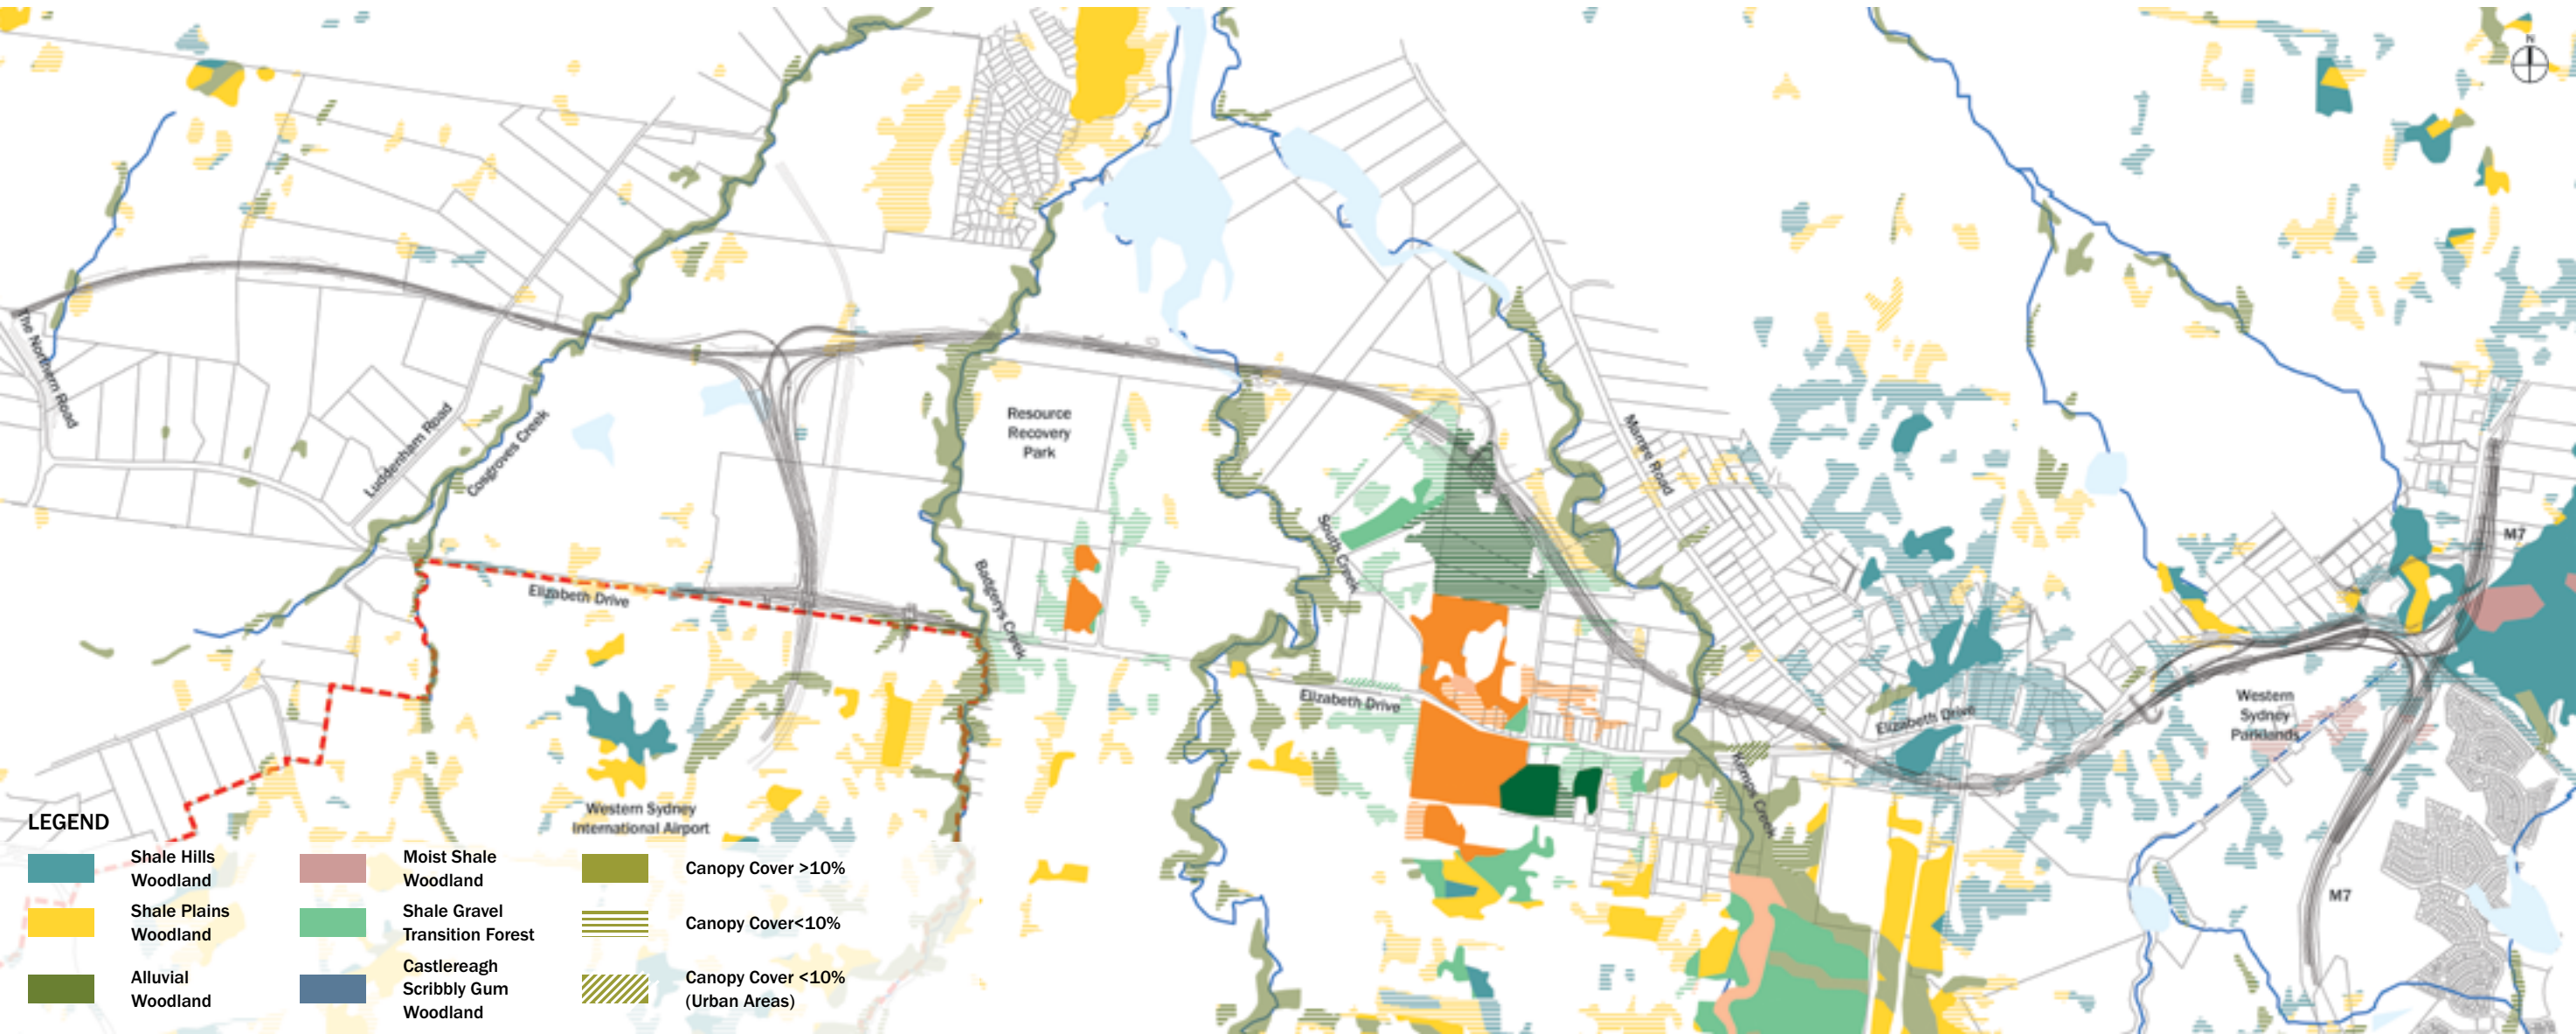 N
The Northern Road
Luddenham Road
Cosgroves Creek
Resource
Recovery
Park
Badgerys Creek
South Creek
Mamre Road
M7
Elizabeth Drive
Elizabeth Drive
Elizabeth Drive
Kemps Creek
Western
Sydney
Parklands
Western Sydney
International Airport
M7
LEGEND
Shale Hills
Woodland
Shale Plains
Woodland
Alluvial
Woodland
Moist Shale
Woodland
Shale Gravel
Transition Forest
Castlereagh
Scribbly Gum
Woodland
Canopy Cover >10%
Canopy Cover<10%
Canopy Cover <10%
(Urban Areas)